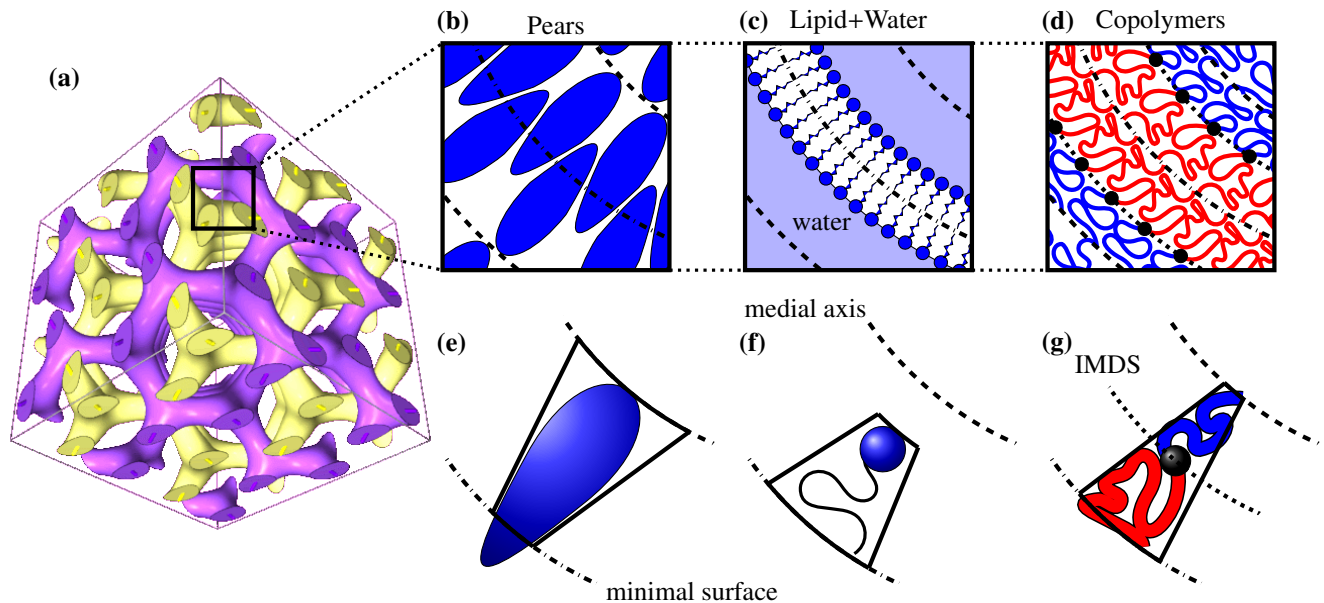 (a)
(b)
Pears
(c)
Lipid+Water
(d)
Copolymers
water
medial axis
(e)
(f)
(g)
IMDS
minimal surface